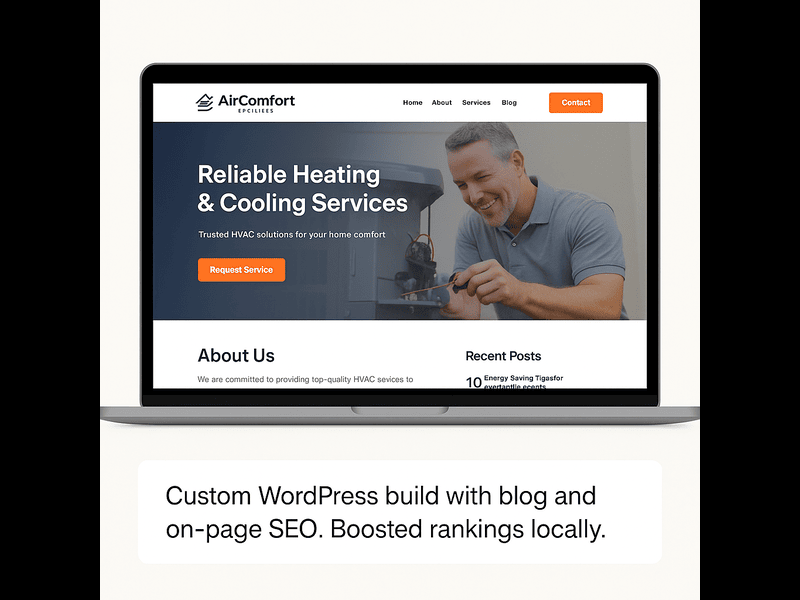 AirComfort
EPCILIEES
Home About Services Blog Contact
Reliable Heating
& Cooling Services
Trusted HVAC solutions for your home comfort
Request Service
About Us
We are committed to providing top-quality HVAC sevices to
Recent Posts
10 Energy Saving Tigasfor
evertantlie ecents
Custom WordPress build with blog and
on-page SEO. Boosted rankings locally.